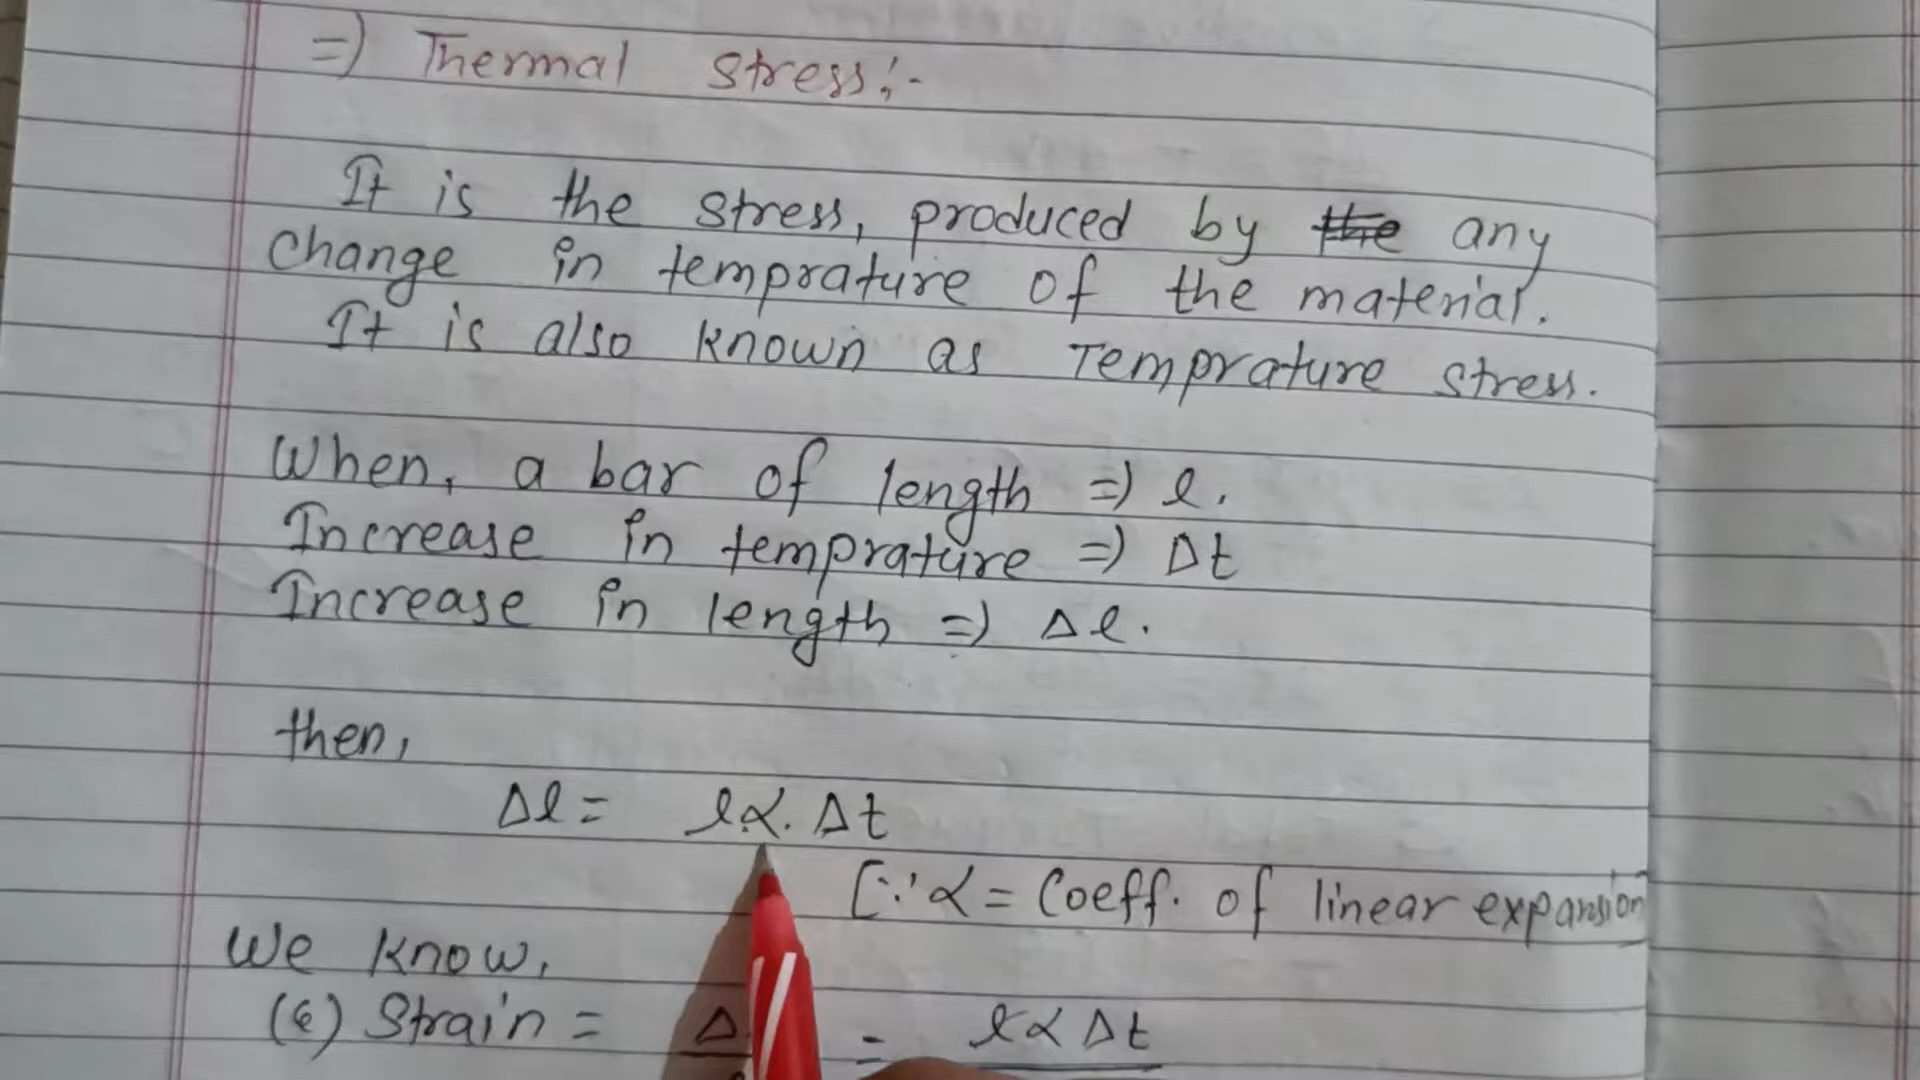 =) Thermal Stress:-
It is the stress, produced by the any
change in temprature of the material.
It is also known as Temprature stress.
When, a bar of length =) l.
Increase in temprature =) Δt
Increase in length =) Δl.
then,
Δl = lα. Δt
[∵ α = Coeff. of linear expansion
We know,
(ϵ) Strain = Δ = lα Δt